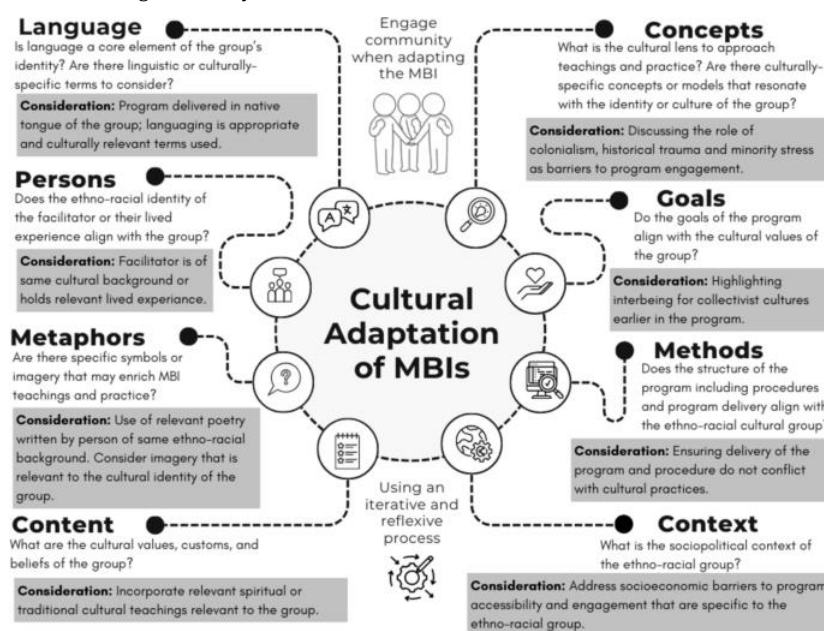 Language
Is language a core element of the group's
identity? Are there linguistic or culturally-
specific terms to consider?
Consideration: Program delivered in native
tongue of the group; languaging is appropriate
and culturally relevant terms used.
Persons
Does the ethno-racial identity of
the facilitator or their lived
experience align with the group?
Consideration: Facilitator is of
same cultural background or
holds relevant lived experiance.
Metaphors
Are there specific symbols or
imagery that may enrich MBI
teachings and practice?
Consideration: Use of relevant poetry
written by person of same ethno-racial
background. Consider imagery that is
relevant to the cultural identity of the
group.
Content
What are the cultural values, customs, and
beliefs of the group?
Consideration: Incorporate relevant spiritual or
traditional cultural teachings relevant to the group.
Engage
community
when adapting
the MBI
A 文
Cultural
Adaptation
of MBIs
?
Using an
iterative and
reflexive
process
Concepts
What is the cultural lens to approach
teachings and practice? Are there culturally-
specific concepts or models that resonate
with the identity or culture of the group?
Consideration: Discussing the role of
colonialism, historical trauma and minority stress
as barriers to program engagement.
Goals
Do the goals of the program
align with the cultural values of
the group?
Consideration: Highlighting
interbeing for collectivist cultures
earlier in the program.
Methods
Does the structure of the
program including procedures
and program delivery align with
the ethno-racial cultural group?
Consideration: Ensuring delivery of the
program and procedure do not conflict
with cultural practices.
Context
What is the sociopolitical context of
the ethno-racial group?
Consideration: Address socioeconomic barriers to program
accessibility and engagement that are specific to the
ethno-racial group.